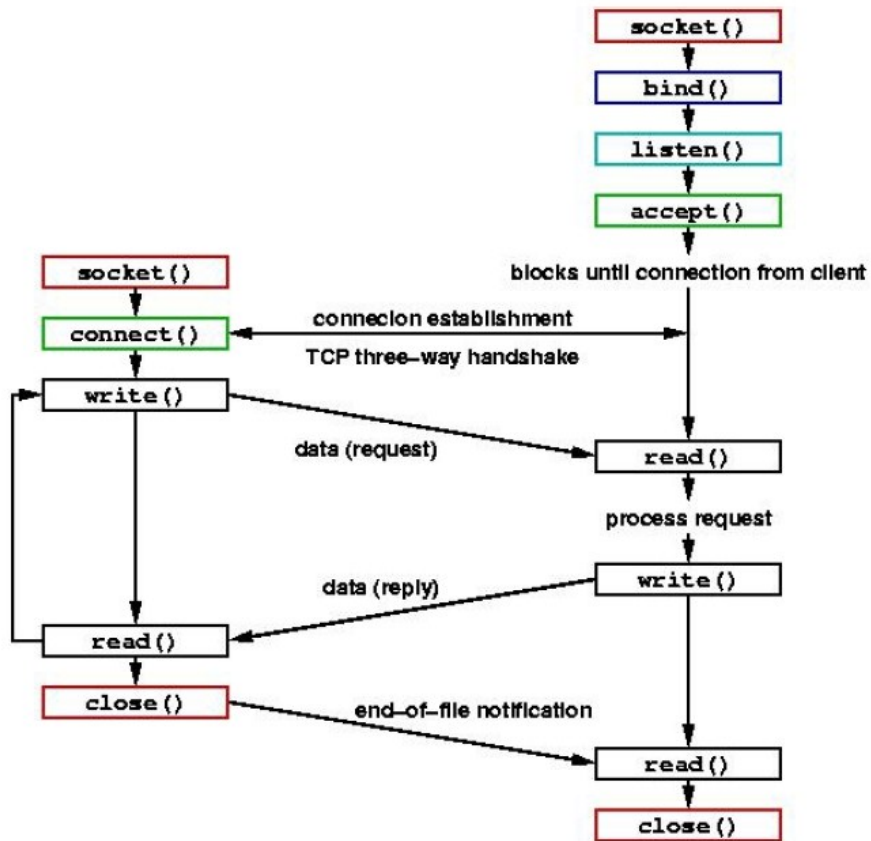 socket()
bind()
listen()
accept()
blocks until connection from client
socket()
connecion establishment
connect()
TCP three-way handshake
write()
data (request)
read()
process request
write()
data (reply)
read()
close()
end-of-file notification
read()
close()